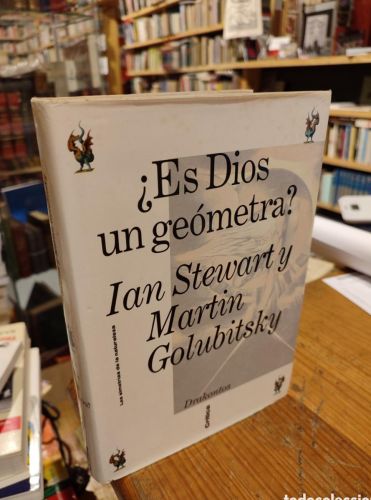 ¿Es Dios
un geómetra?
Ian Stewart y
Martin
Golubitsky
Las simetrías de la naturaleza
Drakontos
Crítica
todocoleccion